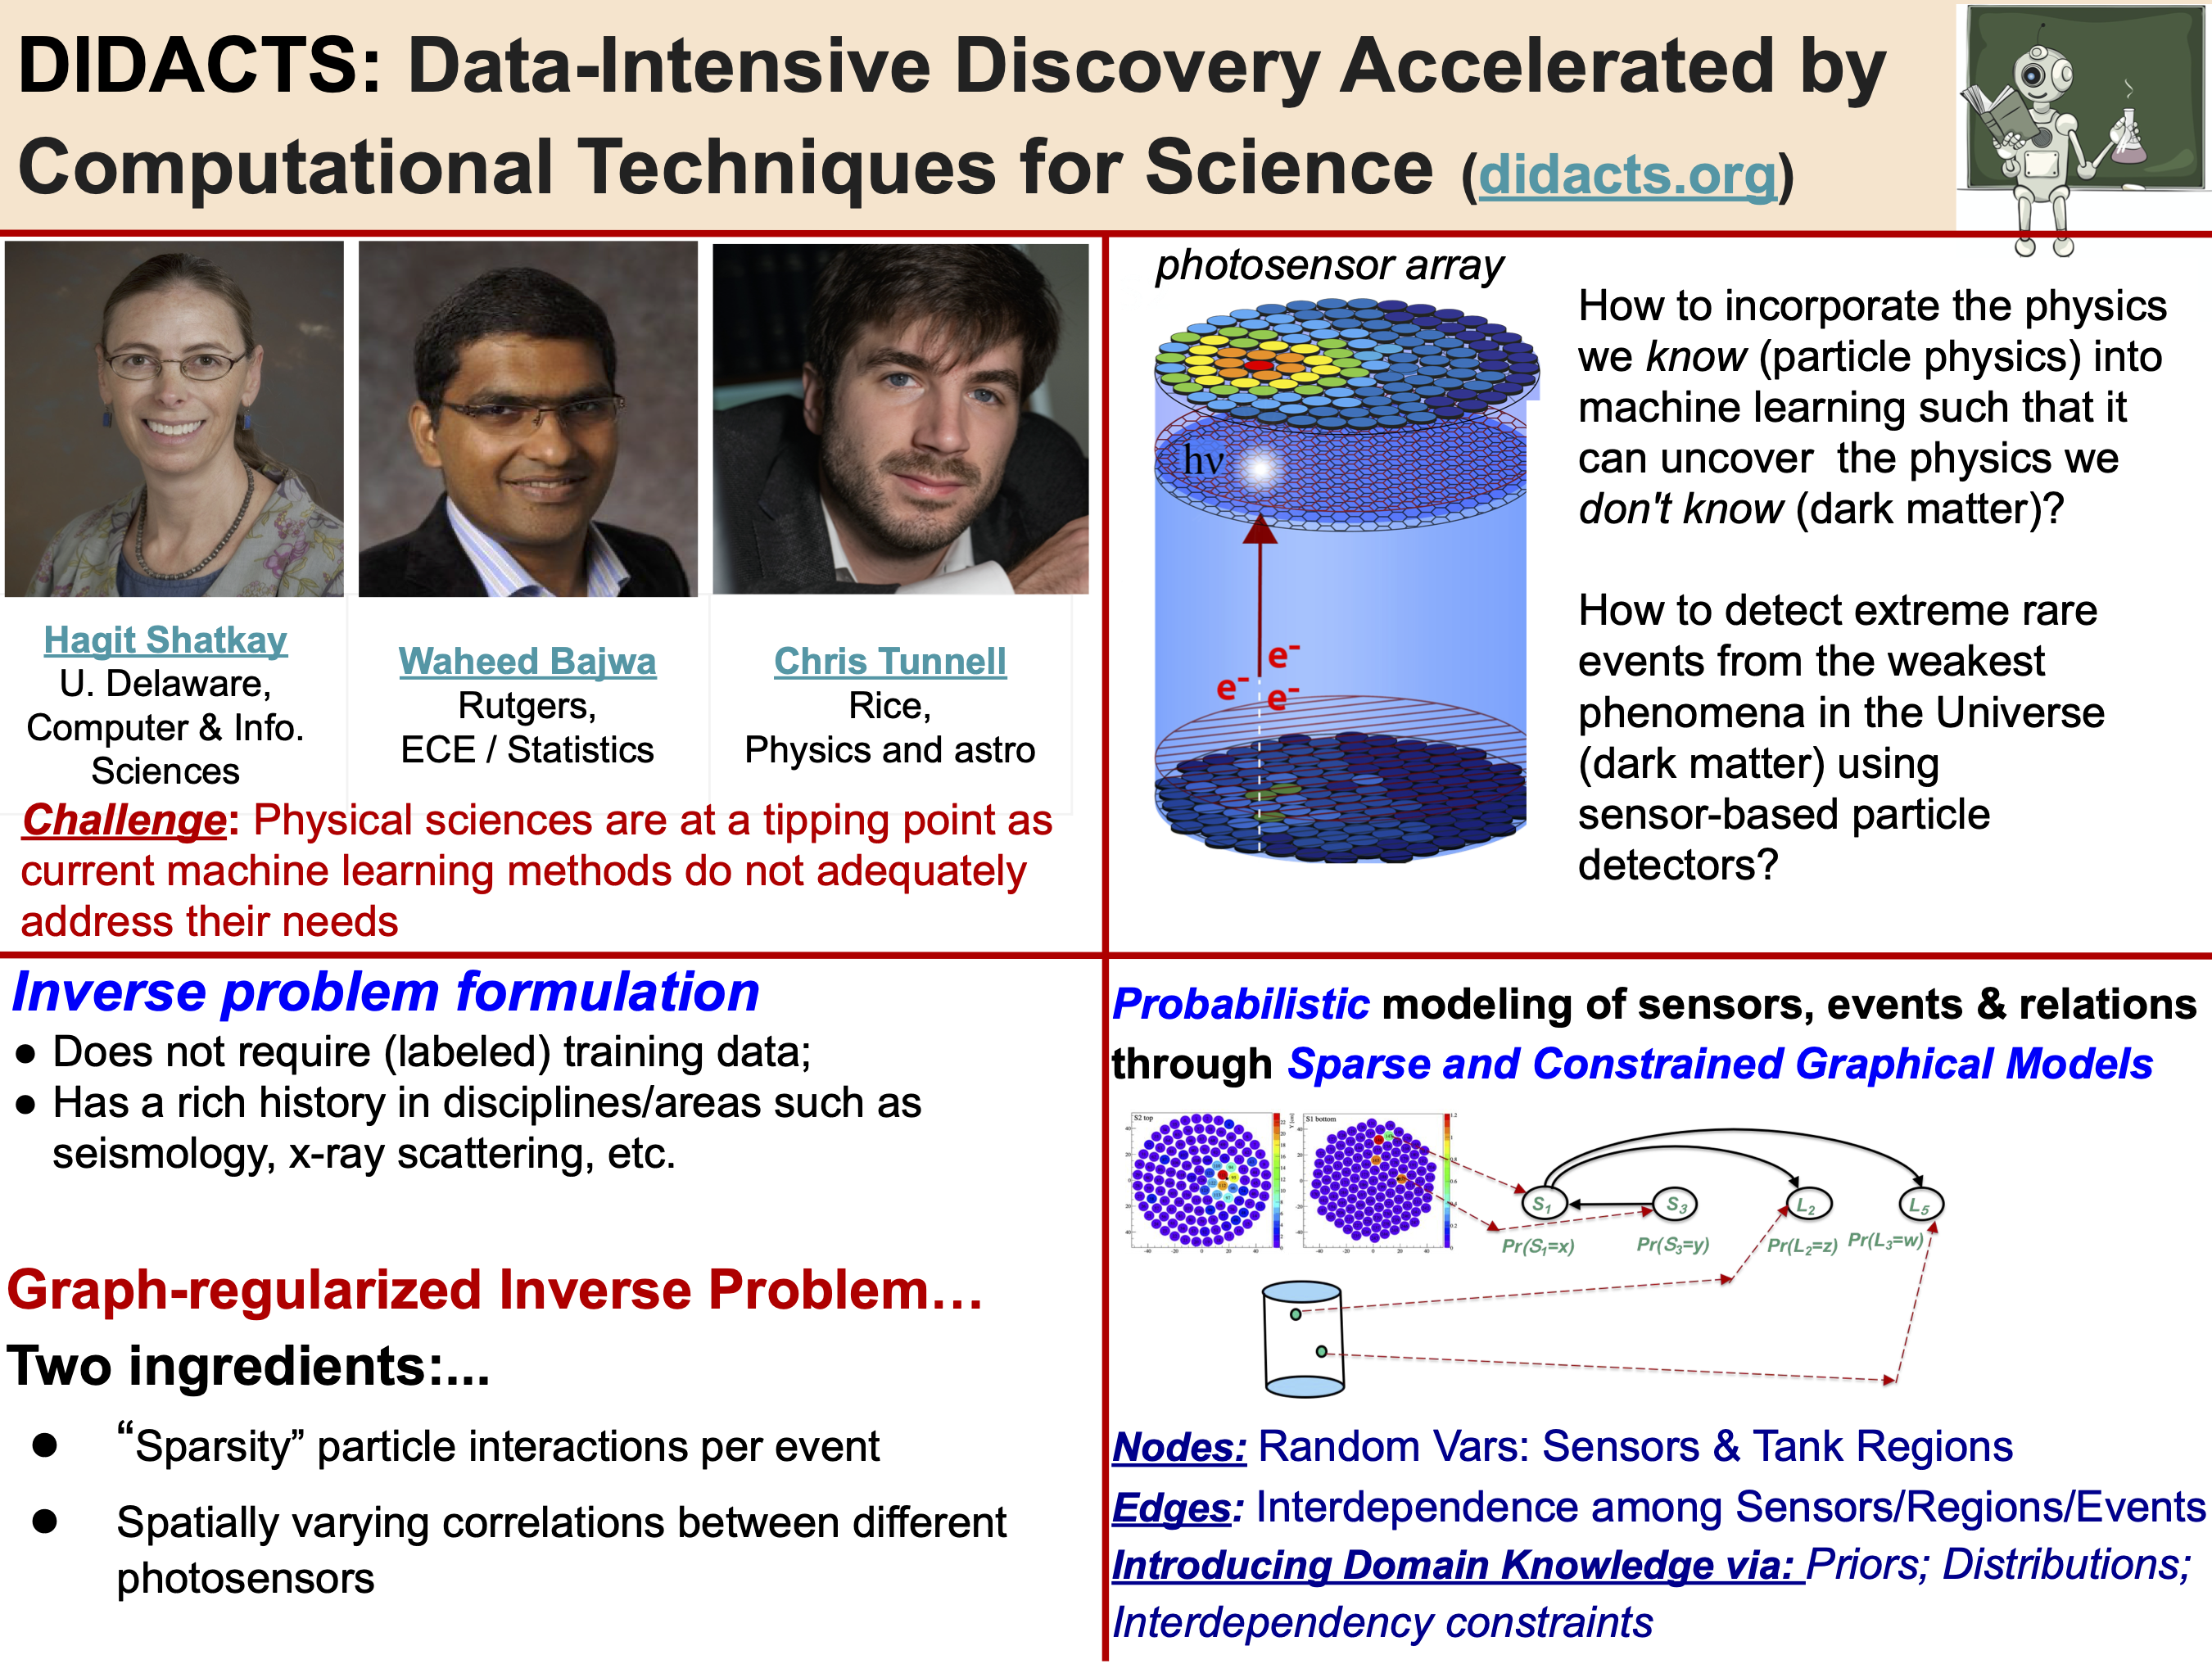 DIDACTS: Data-Intensive Discovery Accelerated by
Computational Techniques for Science (didacts.org)
Hagit Shatkay
U. Delaware,
Computer & Info.
Sciences
Waheed Bajwa
Rutgers,
ECE / Statistics
Chris Tunnell
Rice,
Physics and astro
Challenge: Physical sciences are at a tipping point as
current machine learning methods do not adequately
address their needs
photosensor array
hν
e-
e- e-
How to incorporate the physics
we know (particle physics) into
machine learning such that it
can uncover the physics we
don't know (dark matter)?
How to detect extreme rare
events from the weakest
phenomena in the Universe
(dark matter) using
sensor-based particle
detectors?
Inverse problem formulation
● Does not require (labeled) training data;
● Has a rich history in disciplines/areas such as
seismology, x-ray scattering, etc.
Graph-regularized Inverse Problem…
Two ingredients:...
● “Sparsity” particle interactions per event
● Spatially varying correlations between different
photosensors
Probabilistic modeling of sensors, events & relations
through Sparse and Constrained Graphical Models
S2 top
S1 bottom
S1 S3 L2 L5
Pr(S1=x) Pr(S3=y) Pr(L2=z) Pr(L3=w)
Nodes: Random Vars: Sensors & Tank Regions
Edges: Interdependence among Sensors/Regions/Events
Introducing Domain Knowledge via: Priors; Distributions;
Interdependency constraints